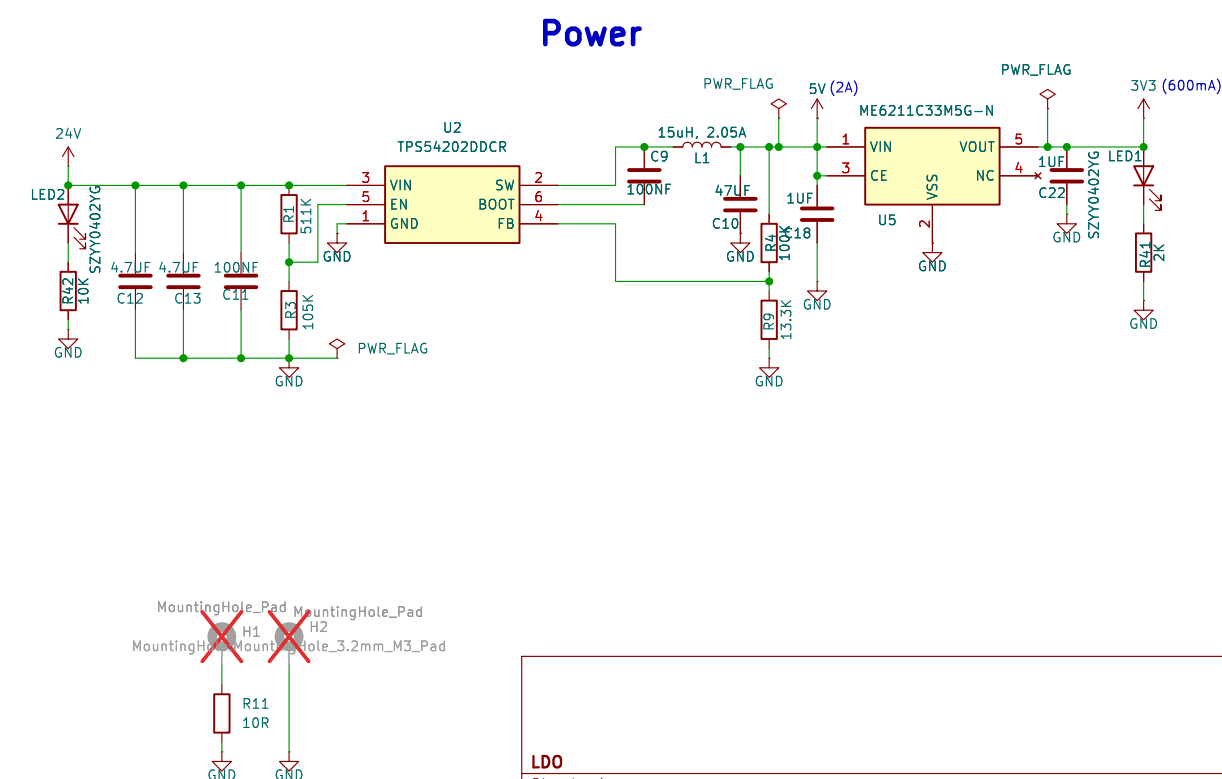 Power
PWR_FLAG
5V (2A)
PWR_FLAG
3V3 (600mA)
ME6211C33M5G-N
24V
U2
TPS54202DDCR
15uH, 2.05A
L1
C9
100NF
1 VIN
VOUT 5
3 CE
NC 4
VSS
2
U5
GND
1UF
C22
GND
SZYY0402YG
LED1
R41
2K
GND
LED2
SZYY0402YG
R42
10K
GND
4.7UF
C12
4.7UF
C13
100NF
C11
R1
511K
R3
105K
GND
PWR_FLAG
3 VIN
SW 2
5 EN
BOOT 6
1 GND
FB 4
GND
47UF
C10
GND
R4
100K
1UF
C18
GND
R9
13.3K
GND
MountingHole_Pad
MountingHole_Pad
H1
H2
MountingHole_3.2mm_M3_Pad
R11
10R
GND
GND
LDO